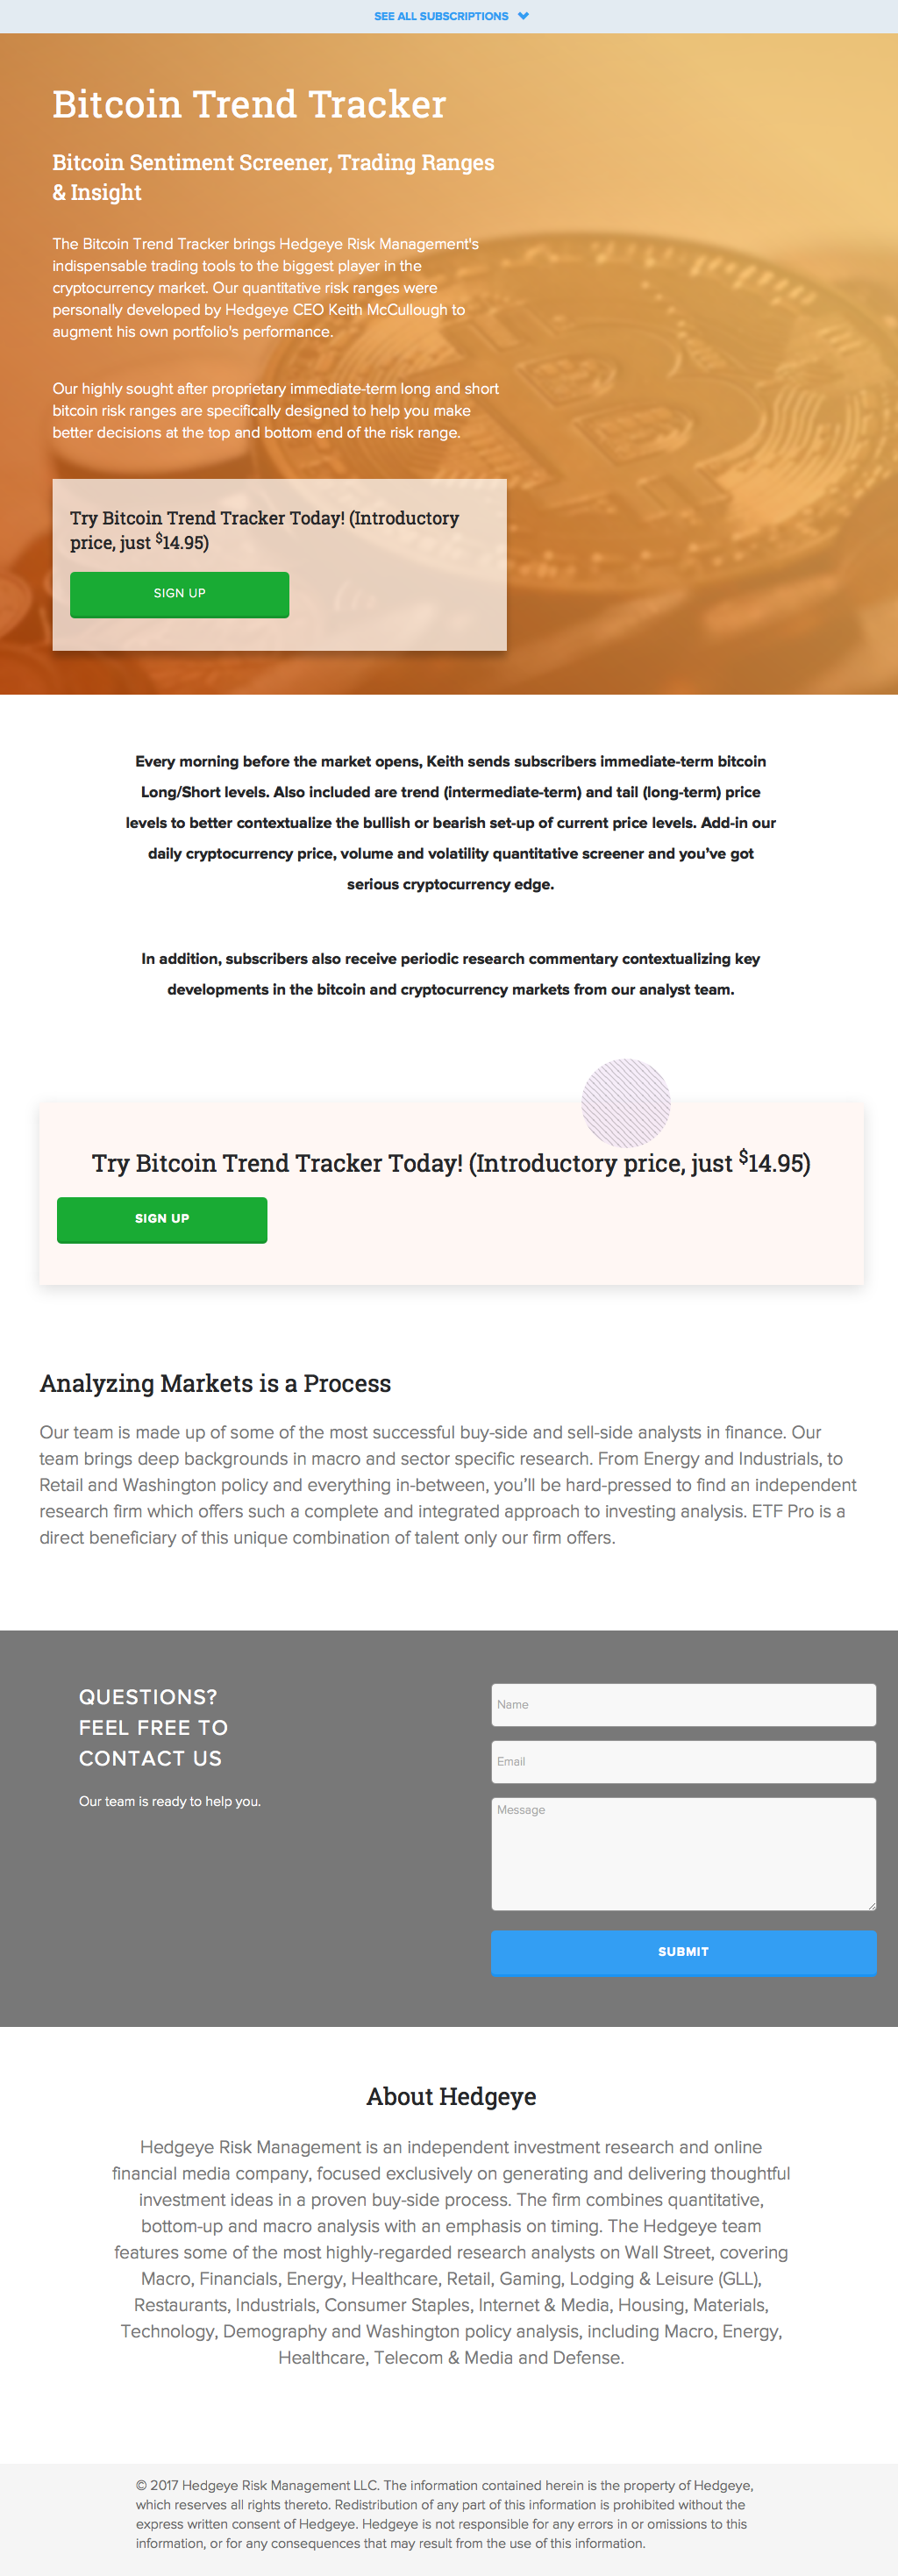 SEE ALL SUBSCRIPTIONS
Bitcoin Trend Tracker
Bitcoin Sentiment Screener, Trading Ranges
& Insight
The Bitcoin Trend Tracker brings Hedgeye Risk Management's
indispensable trading tools to the biggest player in the
cryptocurrency market. Our quantitative risk ranges were
personally developed by Hedgeye CEO Keith McCullough to
augment his own portfolio's performance.
Our highly sought after proprietary immediate-term long and short
bitcoin risk ranges are specifically designed to help you make
better decisions at the top and bottom end of the risk range.
Try Bitcoin Trend Tracker Today! (Introductory
price, just $14.95)
SIGN UP
Every morning before the market opens, Keith sends subscribers immediate-term bitcoin
Long/Short levels. Also included are trend (intermediate-term) and tail (long-term) price
levels to better contextualize the bullish or bearish set-up of current price levels. Add-in our
daily cryptocurrency price, volume and volatility quantitative screener and you've got
serious cryptocurrency edge.
In addition, subscribers also receive periodic research commentary contextualizing key
developments in the bitcoin and cryptocurrency markets from our analyst team.
Try Bitcoin Trend Tracker Today! (Introductory price, just $14.95)
SIGN UP
Analyzing Markets is a Process
Our team is made up of some of the most successful buy-side and sell-side analysts in finance. Our
team brings deep backgrounds in macro and sector specific research. From Energy and Industrials, to
Retail and Washington policy and everything in-between, you'll be hard-pressed to find an independent
research firm which offers such a complete and integrated approach to investing analysis. ETF Pro is a
direct beneficiary of this unique combination of talent only our firm offers.
QUESTIONS?
FEEL FREE TO
CONTACT US
Our team is ready to help you.
Name
Email
Message
SUBMIT
About Hedgeye
Hedgeye Risk Management is an independent investment research and online
financial media company, focused exclusively on generating and delivering thoughtful
investment ideas in a proven buy-side process. The firm combines quantitative,
bottom-up and macro analysis with an emphasis on timing. The Hedgeye team
features some of the most highly-regarded research analysts on Wall Street, covering
Macro, Financials, Energy, Healthcare, Retail, Gaming, Lodging & Leisure (GLL),
Restaurants, Industrials, Consumer Staples, Internet & Media, Housing, Materials,
Technology, Demography and Washington policy analysis, including Macro, Energy,
Healthcare, Telecom & Media and Defense.
© 2017 Hedgeye Risk Management LLC. The information contained herein is the property of Hedgeye,
which reserves all rights thereto. Redistribution of any part of this information is prohibited without the
express written consent of Hedgeye. Hedgeye is not responsible for any errors in or omissions to this
information, or for any consequences that may result from the use of this information.